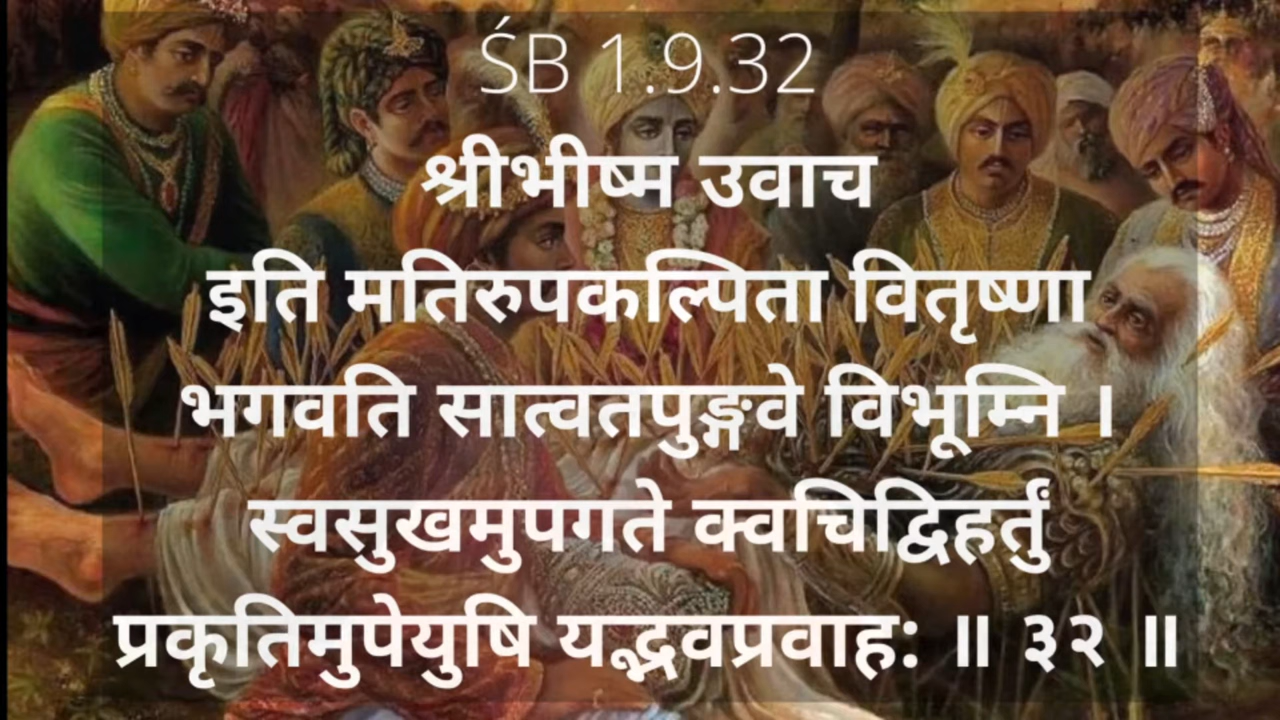 ŚB 1.9.32
श्रीभीष्म उवाच
इति मतिरुपकल्पिता वितृष्णा
भगवति सात्वतपुङ्गवे विभूम्नि ।
स्वसुखमुपगते क्वचिद्विहर्तुं
प्रकृतिमुपेयुषि यद्भवप्रवाह: ॥ ३२ ॥